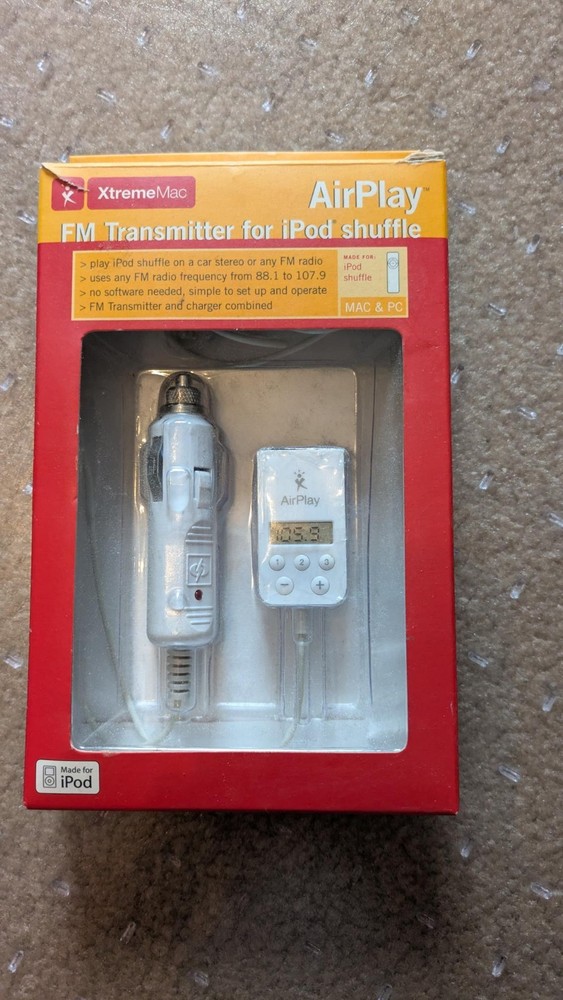 XtremeMac
AirPlay™
FM Transmitter for iPod shuffle
> play iPod shuffle on a car stereo or any FM radio
> uses any FM radio frequency from 88.1 to 107.9
> no software needed, simple to set up and operate
> FM Transmitter and charger combined
MADE FOR:
iPod
shuffle
MAC & PC
AirPlay
105.9
1 2 3
− +
Made for
iPod